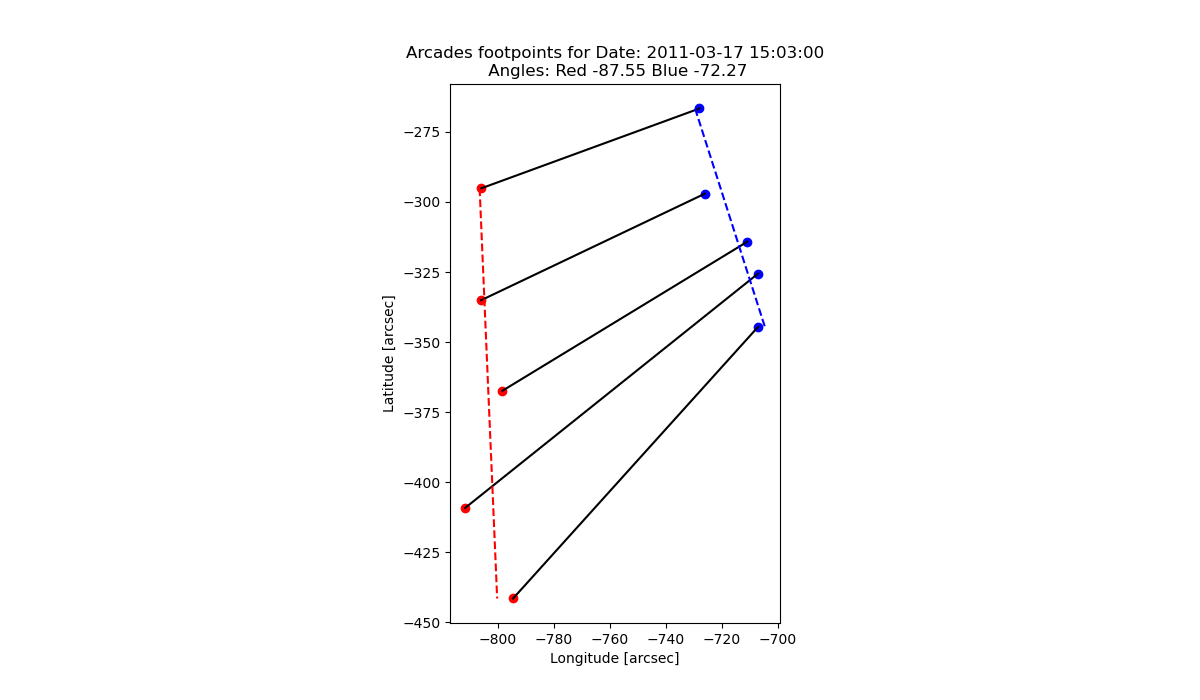 Arcades footpoints for Date: 2011-03-17 15:03:00
Angles: Red -87.55 Blue -72.27
−275
−300
−325
−350
−375
−400
−425
−450
Latitude [arcsec]
−800 −780 −760 −740 −720 −700
Longitude [arcsec]